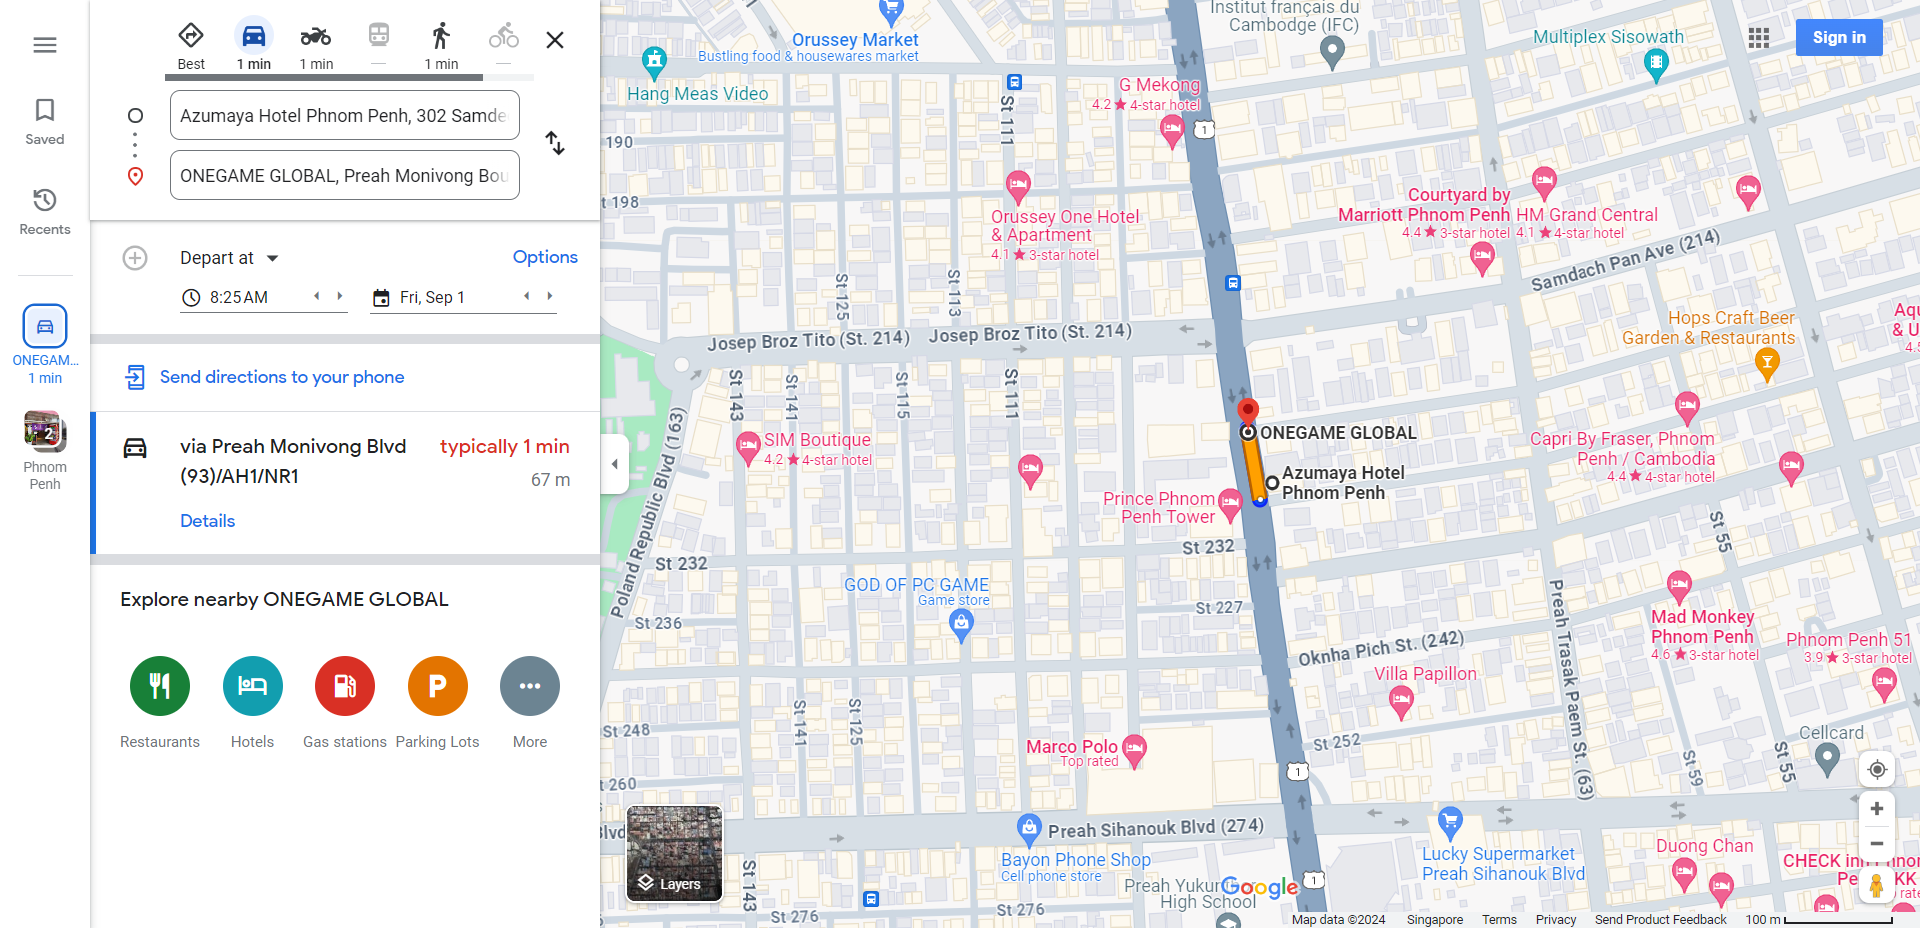 Saved
Recents
ONEGAM...
1 min
2
Phnom
Penh
Best
1 min
1 min
—
1 min
—
Azumaya Hotel Phnom Penh, 302 Samde
ONEGAME GLOBAL, Preah Monivong Bou
Depart at
Options
8:25 AM
Fri, Sep 1
Send directions to your phone
via Preah Monivong Blvd
(93)/AH1/NR1
typically 1 min
67 m
Details
Explore nearby ONEGAME GLOBAL
Restaurants
Hotels
Gas stations
P
Parking Lots
More
Sign in
Institut français du
Cambodge (IFC)
Multiplex Sisowath
Orussey Market
Bustling food & housewares market
Hang Meas Video
G Mekong
4.2★4-star hotel
1
St 111
190
t 198
Orussey One Hotel
& Apartment
4.1★3-star hotel
Courtyard by
Marriott Phnom Penh
4.4★3-star hotel
HM Grand Central
4.1★4-star hotel
Samdach Pan Ave (214)
St 125
St 113
Josep Broz Tito (St. 214)
Josep Broz Tito (St. 214)
Hops Craft Beer
Garden & Restaurants
Aqu
& U
4.5
St 143
St 141
St 115
St 111
Poland Republic Blvd (163)
SIM Boutique
4.2★4-star hotel
ONEGAME GLOBAL
Azumaya Hotel
Phnom Penh
Capri By Fraser, Phnom
Penh / Cambodia
4.4★4-star hotel
Prince Phnom
Penh Tower
St 232
St 232
St 55
GOD OF PC GAME
Game store
St 227
St 236
Preah Trasak Paem St. (63)
Mad Monkey
Phnom Penh
4.6★3-star hotel
Phnom Penh 51
3.9★3-star hotel
Oknha Pich St. (242)
Villa Papillon
St 248
St 141
St 125
St 252
Marco Polo
Top rated
St 59
St 55
Cellcard
1
t 260
Blvd
Preah Sihanouk Blvd (274)
Bayon Phone Shop
Cell phone store
Lucky Supermarket
Preah Sihanouk Blvd
Duong Chan
Layers
St 143
St 276
St 276
Preah Yukun
High School
Google
1
Map data ©2024
Singapore
Terms
Privacy
Send Product Feedback
100 m